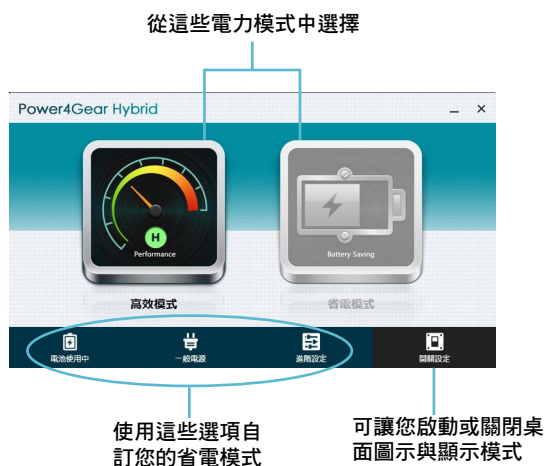 從這些電力模式中選擇
Power4Gear Hybrid
H
Performance
Battery Saving
高效模式
省電模式
電池使用中
一般電源
進階設定
開關設定
使用這些選項自
訂您的省電模式
可讓您啟動或關閉桌
面圖示與顯示模式